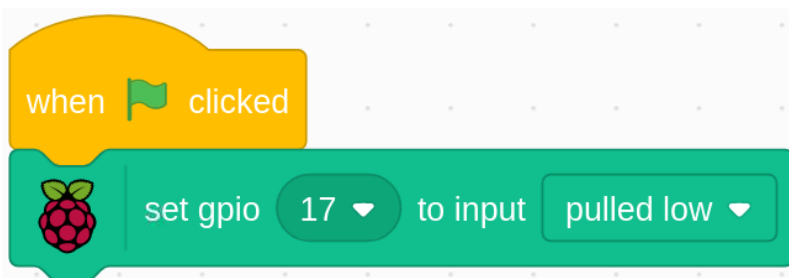 when clicked
set gpio 17 to input pulled low